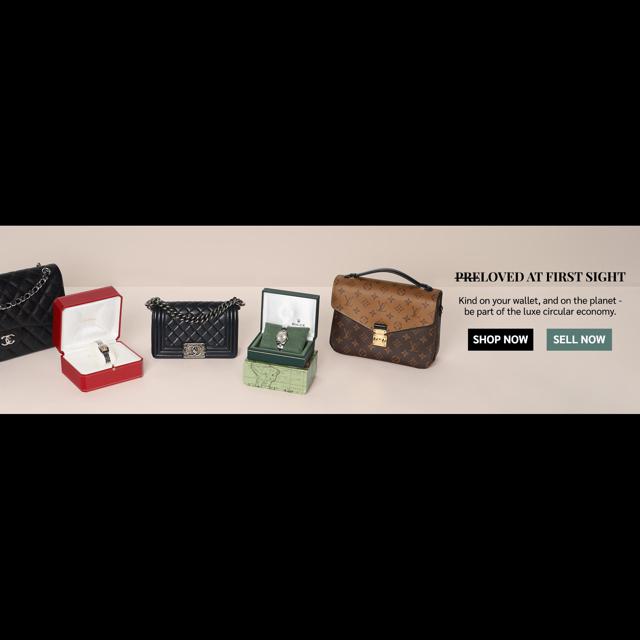 PRELOVED AT FIRST SIGHT
Kind on your wallet, and on the planet -
be part of the luxe circular economy.
SHOP NOW
SELL NOW
ROLEX